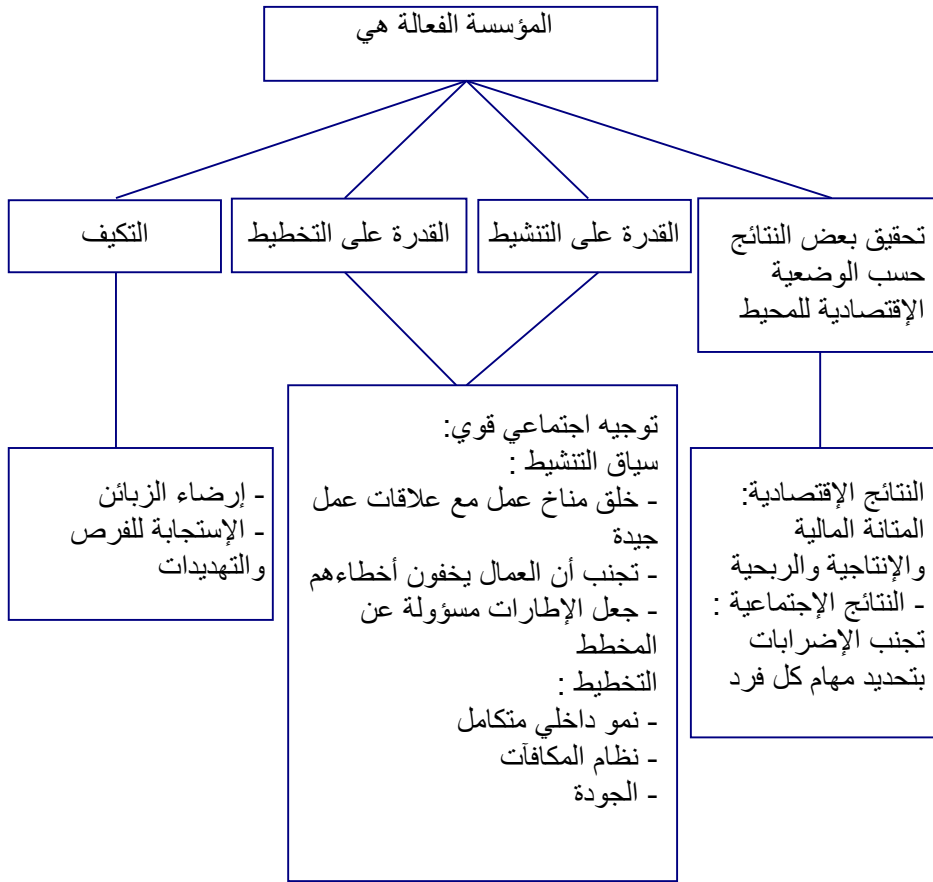 المؤسسة الفعالة هي
تحقيق بعض النتائج
حسب الوضعية
الإقتصادية للمحيط
القدرة على التنشيط
القدرة على التخطيط
التكيف
النتائج الإقتصادية:
المتانة المالية
والإنتاجية والربحية
- النتائج الإجتماعية :
تجنب الإضرابات
بتحديد مهام كل فرد
توجيه اجتماعي قوي:
سياق التنشيط :
- خلق مناخ عمل مع علاقات عمل
جيدة
- تجنب أن العمال يخفون أخطاءهم
- جعل الإطارات مسؤولة عن
المخطط
التخطيط :
- نمو داخلي متكامل
- نظام المكافآت
- الجودة
- إرضاء الزبائن
- الإستجابة للفرص
والتهديدات